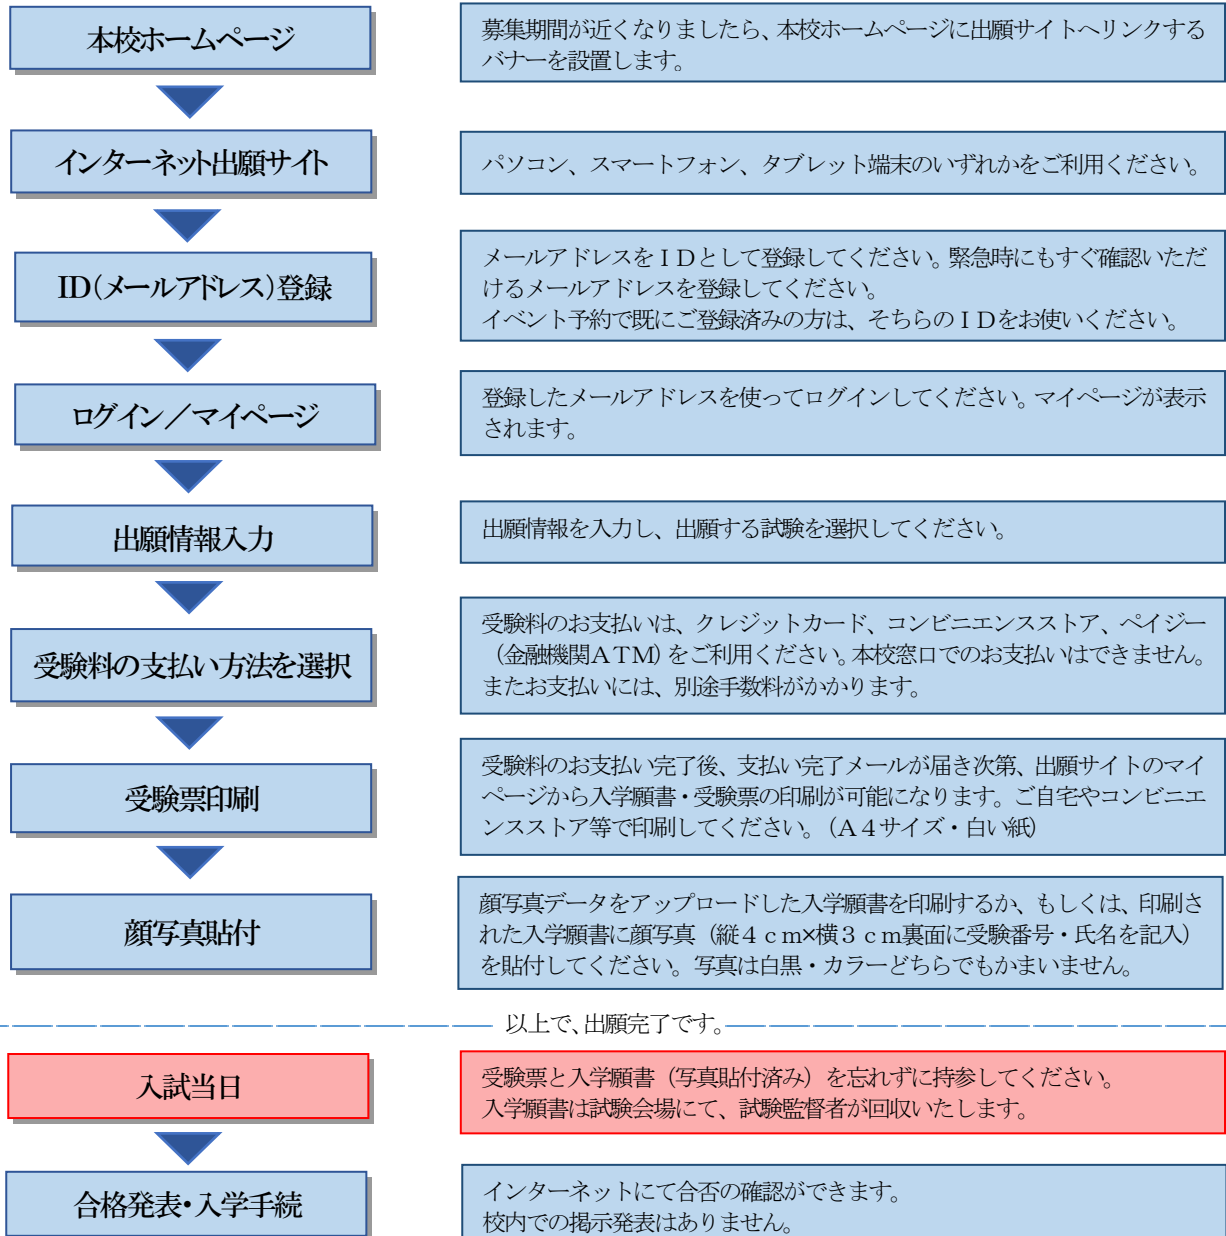 本校ホームページ
募集期間が近くなりましたら、本校ホームページに出願サイトへリンクする
バナーを設置します。
インターネット出願サイト
パソコン、スマートフォン、タブレット端末のいずれかをご利用ください。
ID(メールアドレス)登録
メールアドレスをＩＤとして登録してください。緊急時にもすぐ確認いただ
けるメールアドレスを登録してください。
イベント予約で既にご登録済みの方は、そちらのＩＤをお使いください。
ログイン／マイページ
登録したメールアドレスを使ってログインしてください。マイページが表示
されます。
出願情報入力
出願情報を入力し、出願する試験を選択してください。
受験料の支払い方法を選択
受験料のお支払いは、クレジットカード、コンビニエンスストア、ペイジー
（金融機関ＡＴＭ）をご利用ください。本校窓口でのお支払いはできません。
またお支払いには、別途手数料がかかります。
受験票印刷
受験料のお支払い完了後、支払い完了メールが届き次第、出願サイトのマイ
ページから入学願書・受験票の印刷が可能になります。ご自宅やコンビニエ
ンスストア等で印刷してください。（Ａ４サイズ・白い紙）
顔写真貼付
顔写真データをアップロードした入学願書を印刷するか、もしくは、印刷さ
れた入学願書に顔写真（縦４ｃｍ×横３ｃｍ裏面に受験番号・氏名を記入）
を貼付してください。写真は白黒・カラーどちらでもかまいません。
以上で、出願完了です。
入試当日
受験票と入学願書（写真貼付済み）を忘れずに持参してください。
入学願書は試験会場にて、試験監督者が回収いたします。
合格発表・入学手続
インターネットにて合否の確認ができます。
校内での掲示発表はありません。